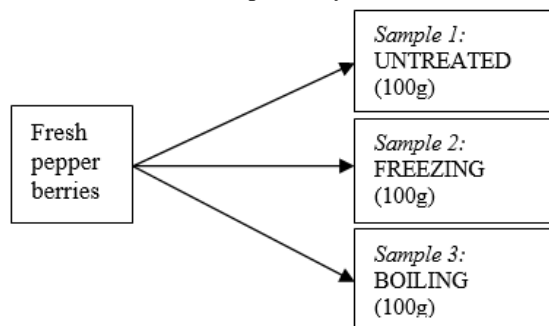 Fresh
pepper
berries
Sample 1:
UNTREATED
(100g)
Sample 2:
FREEZING
(100g)
Sample 3:
BOILING
(100g)